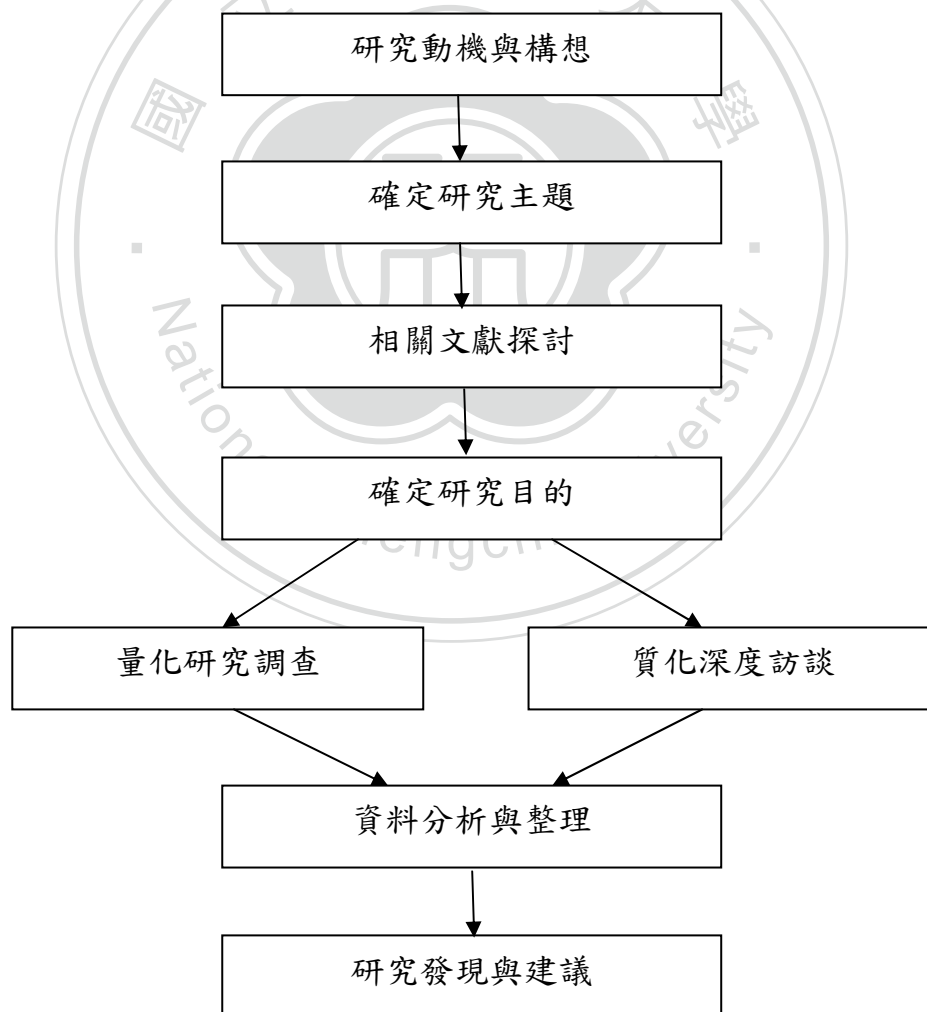 研究動機與構想
國
學
確定研究主題
相關文獻探討
確定研究目的
量化研究調查
質化深度訪談
資料分析與整理
研究發現與建議